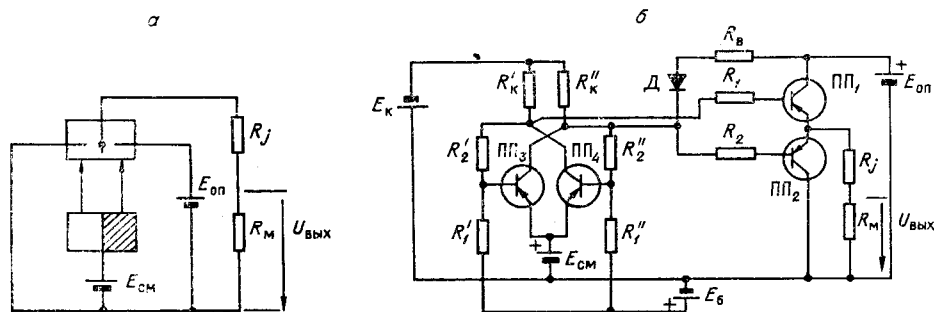 а
R_j
E_оп
R_м
U_вых
E_см
б
E_к
R'_к
R''_к
R_в
Д
R_1
ПП_1
+
E_оп
R'_2
ПП_3
ПП_4
R''_2
R_2
ПП_2
R_j
R'_1
+
E_см
R''_1
R_м
U_вых
+
E_б